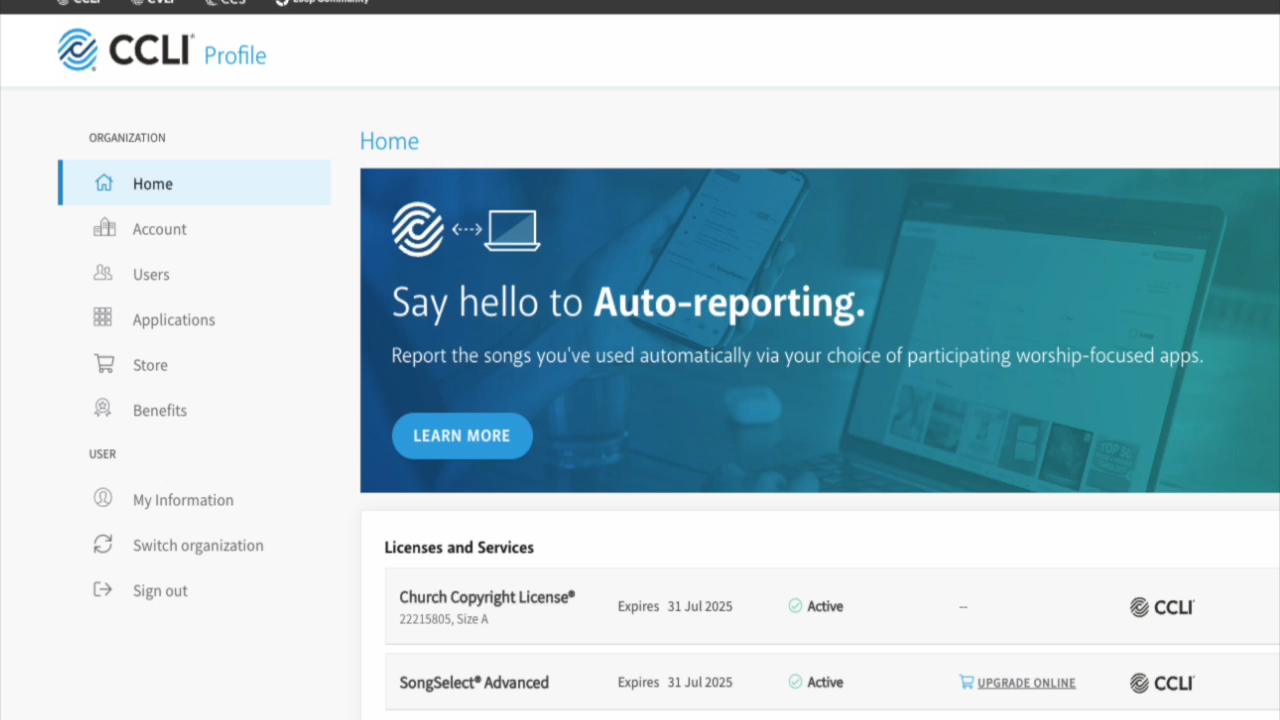 CCLI Profile
ORGANIZATION
Home
Account
Users
Applications
Store
Benefits
USER
My Information
Switch organization
Sign out
Home
Say hello to Auto-reporting.
Report the songs you've used automatically via your choice of participating worship-focused apps.
LEARN MORE
Licenses and Services
Church Copyright License®
22215805, Size A
Expires 31 Jul 2025
Active
--
CCLI
SongSelect® Advanced
Expires 31 Jul 2025
Active
UPGRADE ONLINE
CCLI